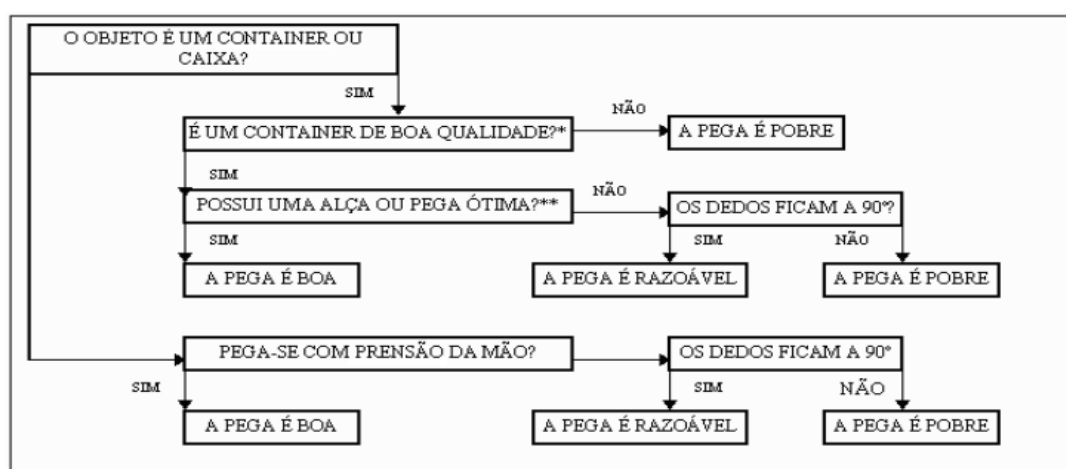 O OBJETO É UM CONTAINER OU
CAIXA?
SIM
NÃO
É UM CONTAINER DE BOA QUALIDADE?*
A PEGA É POBRE
SIM
NÃO
POSSUI UMA ALÇA OU PEGA ÓTIMA?**
OS DEDOS FICAM A 90º?
SIM
SIM
NÃO
A PEGA É BOA
A PEGA É RAZOÁVEL
A PEGA É POBRE
PEGA-SE COM PRENSÃO DA MÃO?
OS DEDOS FICAM A 90º
SIM
SIM
NÃO
A PEGA É BOA
A PEGA É RAZOÁVEL
A PEGA É POBRE